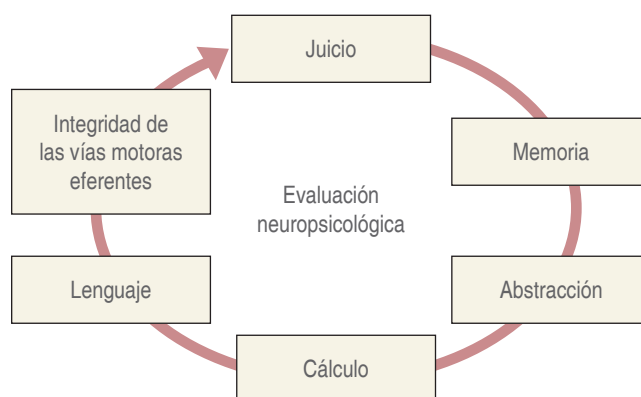 Juicio
Integridad de
las vías motoras
eferentes
Memoria
Evaluación
neuropsicológica
Lenguaje
Abstracción
Cálculo